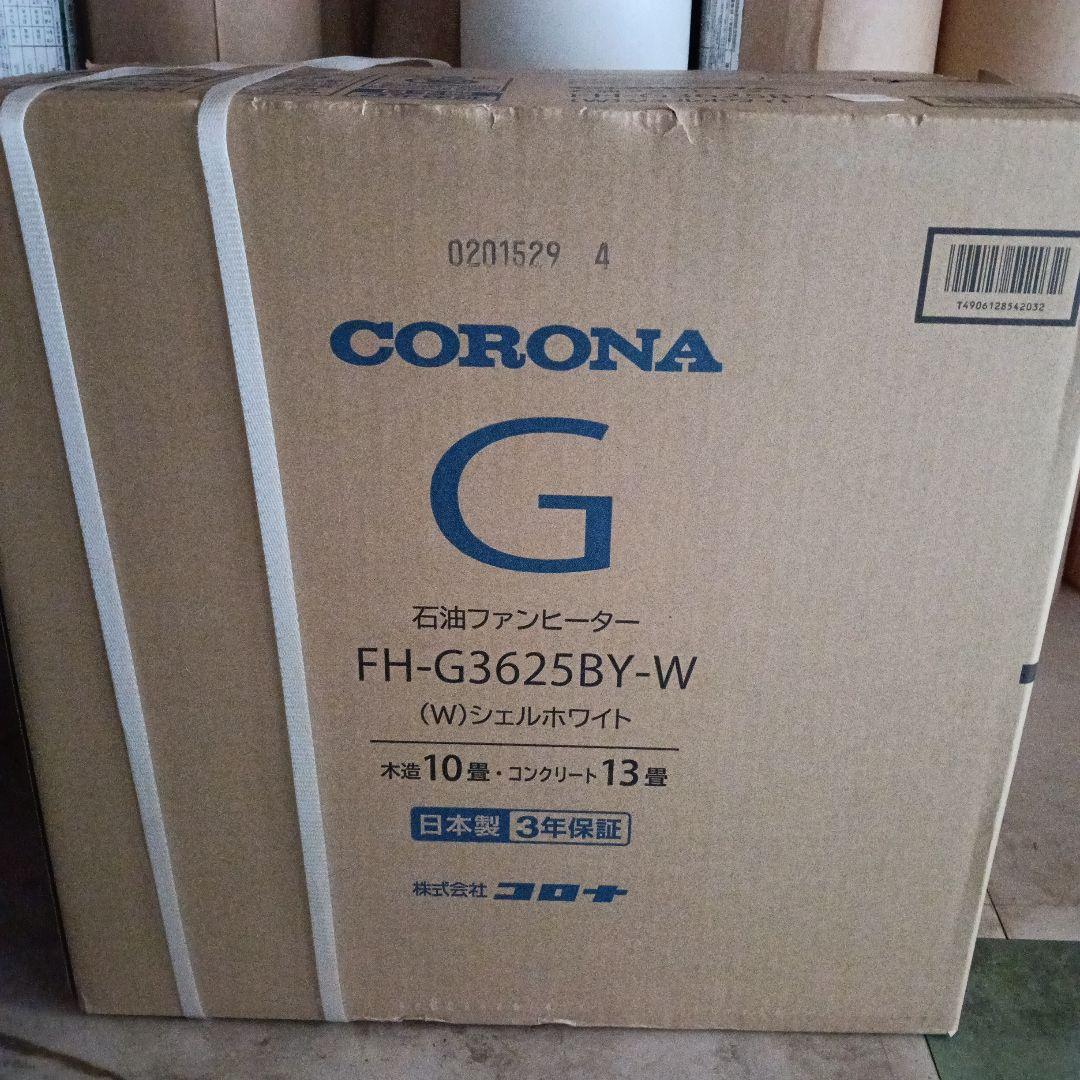 0201529 4
T4906128542032
CORONA
G
石油ファンヒーター
FH-G3625BY-W
(W)シェルホワイト
木造10畳・コンクリート13畳
日本製 3年保証
株式会社 コロナ